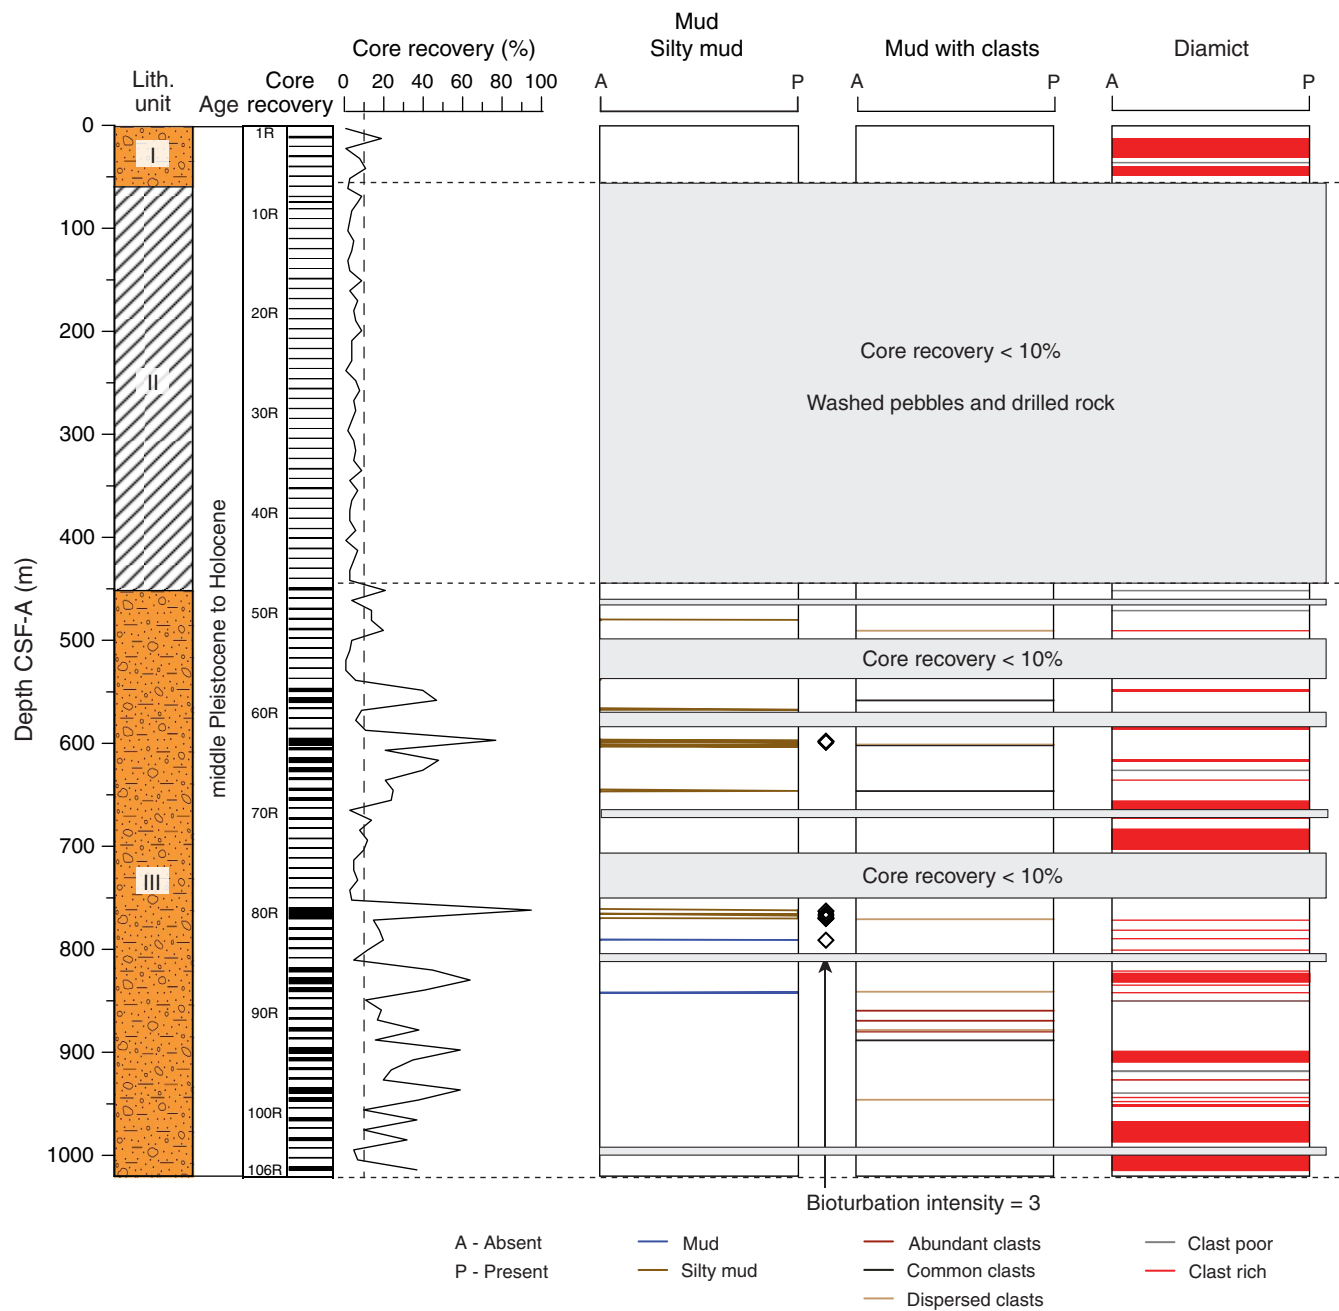 Mud
Core recovery (%)
Silty mud
Mud with clasts
Diamict
Lith. unit
Age
Core recovery
0 20 40 60 80 100
A P
A P
A P
Depth CSF-A (m)
0
100
200
300
400
500
600
700
800
900
1000
I
II
III
middle Pleistocene to Holocene
1R
10R
20R
30R
40R
50R
60R
70R
80R
90R
100R
106R
Core recovery < 10%
Washed pebbles and drilled rock
Core recovery < 10%
Core recovery < 10%
Bioturbation intensity = 3
A - Absent
P - Present
Mud
Silty mud
Abundant clasts
Common clasts
Dispersed clasts
Clast poor
Clast rich